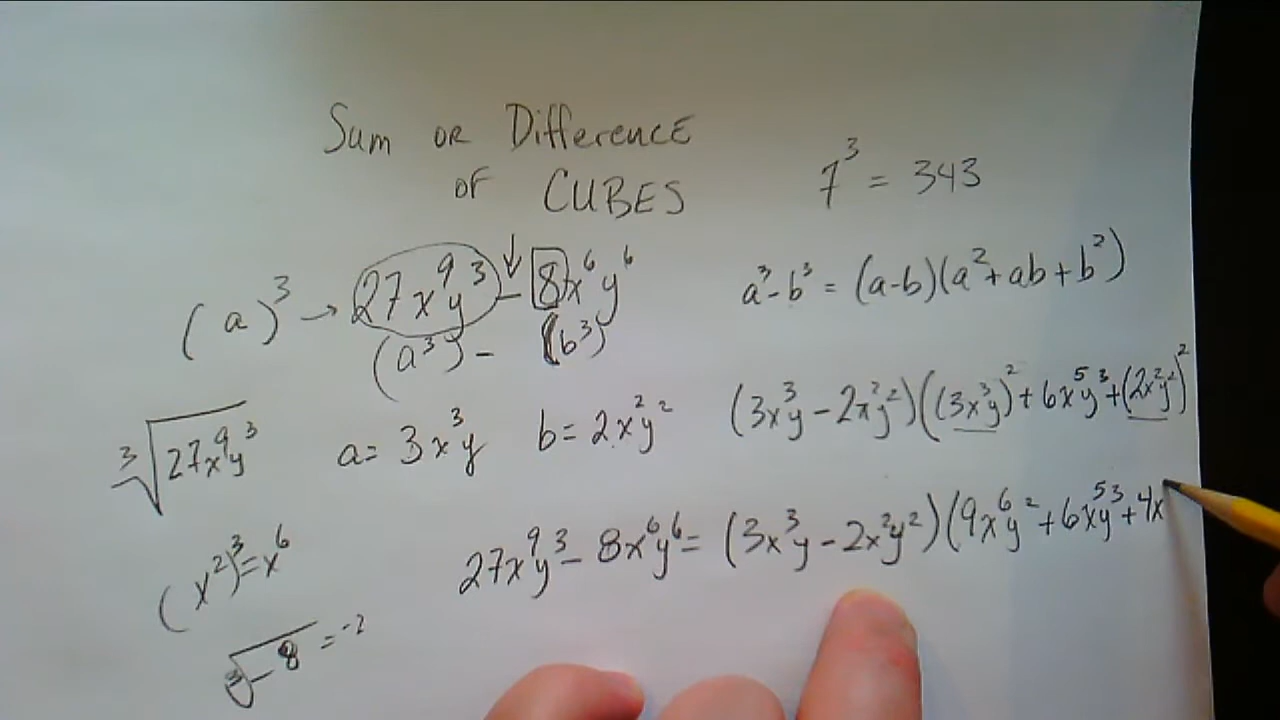 Sum OR Difference
OF CUBES
7³ = 343
(a)³ → 27x⁹y³ - 8x⁶y⁶
(a³) - (b³)
a³-b³ = (a-b)(a²+ab+b²)
∛27x⁹y³
a = 3x³y
b = 2x²y²
(3x³y - 2x²y²)((3x³y)² + 6x⁵y³ + (2x²y²)²
(x²)³ = x⁶
27x⁹y³ - 8x⁶y⁶ = (3x³y - 2x²y²)(9x⁶y² + 6x⁵y³ + 4x
∛-8 = -2